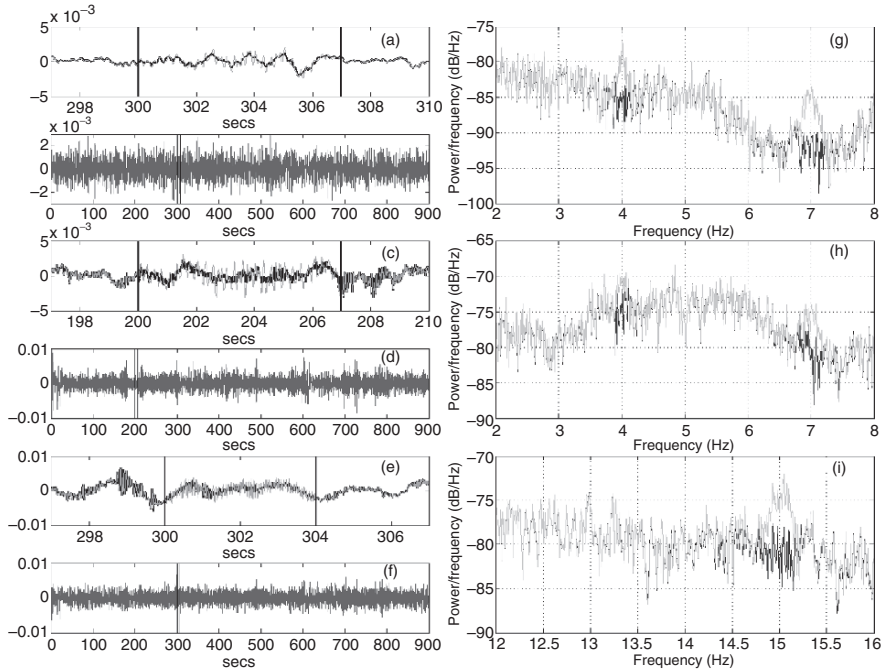 5 x 10⁻³
(a)
0
−5
298 300 302 304 306 308 310
secs
x 10⁻³
2
0
−2
0 100 200 300 400 500 600 700 800 900
secs
5 x 10⁻³
(c)
0
−5
198 200 202 204 206 208 210
secs
0.01
(d)
0
−0.01
0 100 200 300 400 500 600 700 800 900
secs
0.01
(e)
0
−0.01
298 300 302 304 306
secs
0.01
(f)
0
−0.01
0 100 200 300 400 500 600 700 800 900
secs
−75
(g)
−80
−85
−90
−95
−100
Power/frequency (dB/Hz)
2 3 4 5 6 7 8
Frequency (Hz)
−65
(h)
−70
−75
−80
−85
−90
Power/frequency (dB/Hz)
2 3 4 5 6 7 8
Frequency (Hz)
−70
(i)
−75
−80
−85
−90
Power/frequency (dB/Hz)
12 12.5 13 13.5 14 14.5 15 15.5 16
Frequency (Hz)